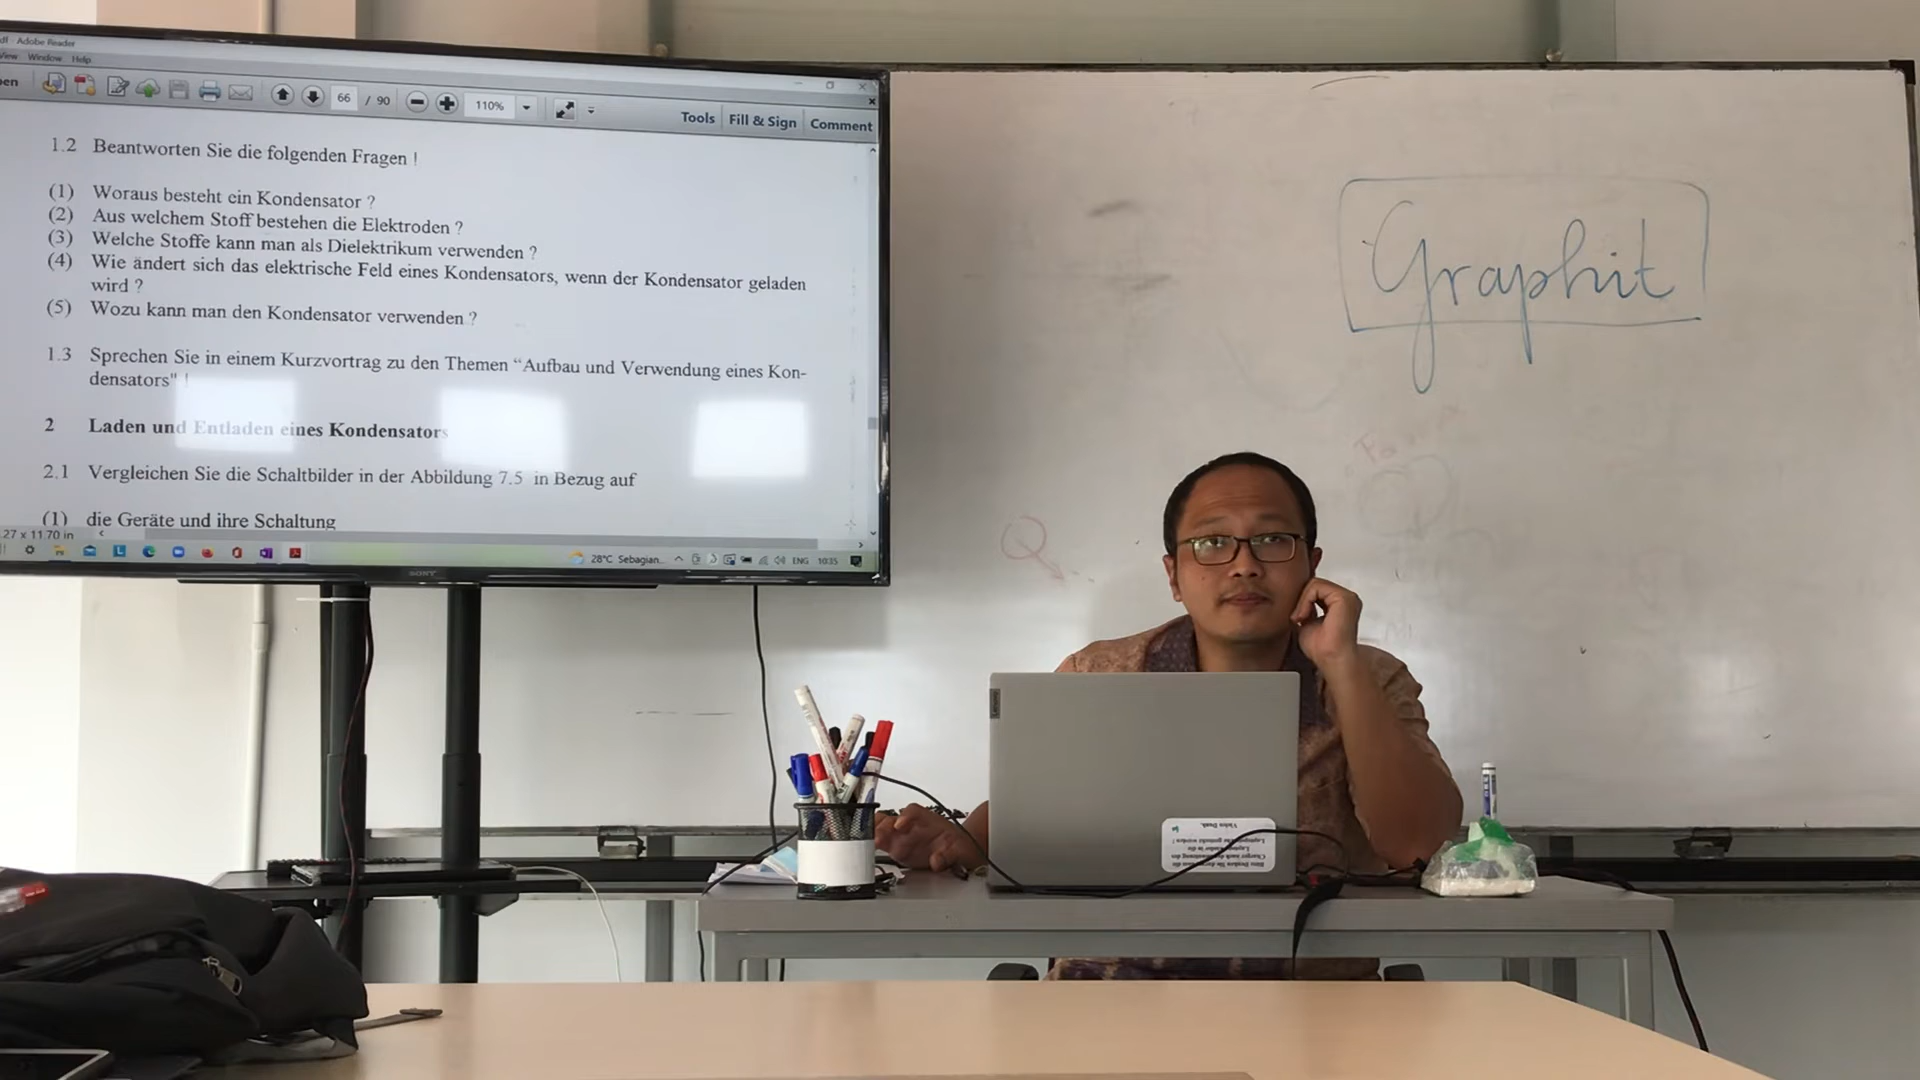 Adobe Reader
View Window Help
66 / 90
110%
Tools Fill & Sign Comment
1.2 Beantworten Sie die folgenden Fragen !
(1) Woraus besteht ein Kondensator ?
(2) Aus welchem Stoff bestehen die Elektroden ?
(3) Welche Stoffe kann man als Dielektrikum verwenden ?
(4) Wie ändert sich das elektrische Feld eines Kondensators, wenn der Kondensator geladen
wird ?
(5) Wozu kann man den Kondensator verwenden ?
1.3 Sprechen Sie in einem Kurzvortrag zu den Themen “Aufbau und Verwendung eines Kon-
densators" !
2 Laden und Entladen eines Kondensators
2.1 Vergleichen Sie die Schaltbilder in der Abbildung 7.5 in Bezug auf
(1) die Geräte und ihre Schaltung
27 x 11.70 in
28°C Sebagian... ENG 10:35
SONY
Graphit
Lenovo
Vielen Dank.